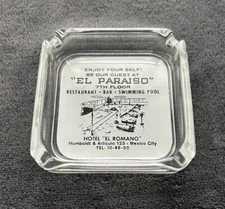 ENJOY YOUR SELF!
BE OUR GUEST AT
"EL PARAISO"
7TH FLOOR
RESTAURANT - BAR - SWIMMING POOL
HOTEL "EL ROMANO"
Humboldt & Articulo 123 - Mexico City
TEL. 10-88-00